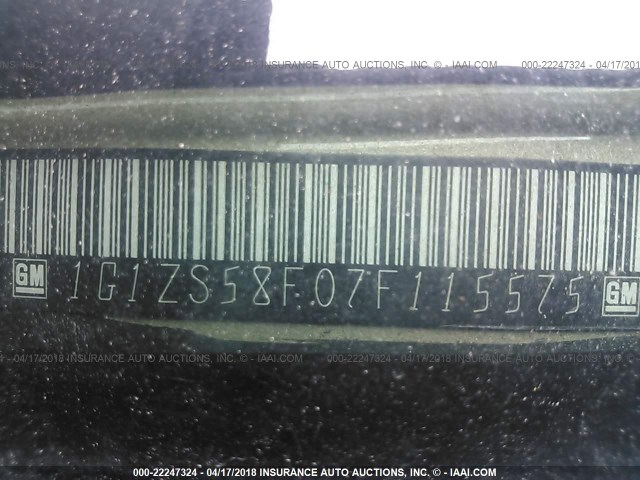 INSURANCE AUTO AUCTIONS, INC. © - IAAI.COM 000-22247324 - 04/17/2018
GM 1G1ZS58F07F115575 GM
- 04/17/2018 INSURANCE AUTO AUCTIONS, INC. © - IAAI.COM 000-22247324 - 04/17/2018 INSURANCE AUTO AUCTIONS, INC.
000-22247324 - 04/17/2018 INSURANCE AUTO AUCTIONS, INC. © - IAAI.COM